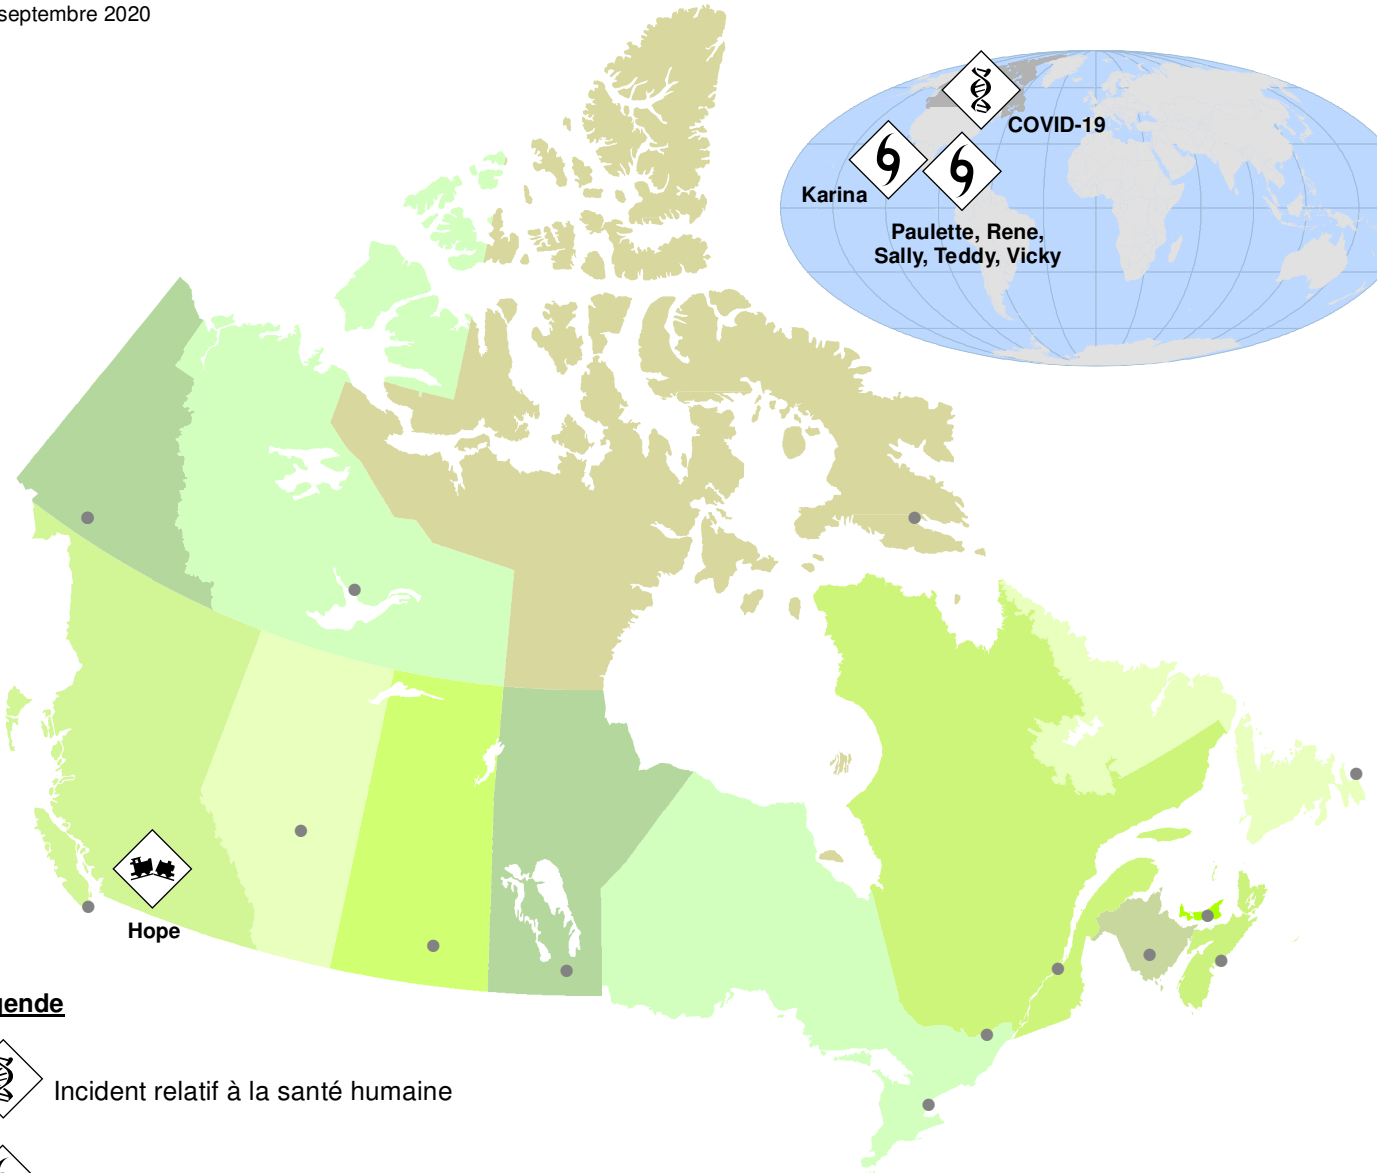 septembre 2020
COVID-19
Karina
Paulette, Rene,
Sally, Teddy, Vicky
Hope
gende
Incident relatif à la santé humaine